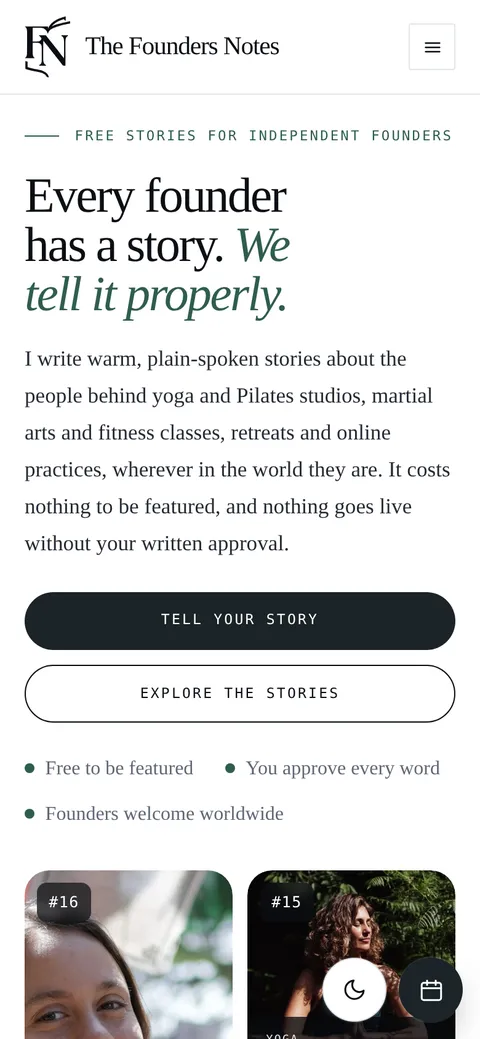 FN The Founders Notes
FREE STORIES FOR INDEPENDENT FOUNDERS
Every founder
has a story. We
tell it properly.
I write warm, plain-spoken stories about the
people behind yoga and Pilates studios, martial
arts and fitness classes, retreats and online
practices, wherever in the world they are. It costs
nothing to be featured, and nothing goes live
without your written approval.
TELL YOUR STORY
EXPLORE THE STORIES
Free to be featured
You approve every word
Founders welcome worldwide
#16
#15
YOGA